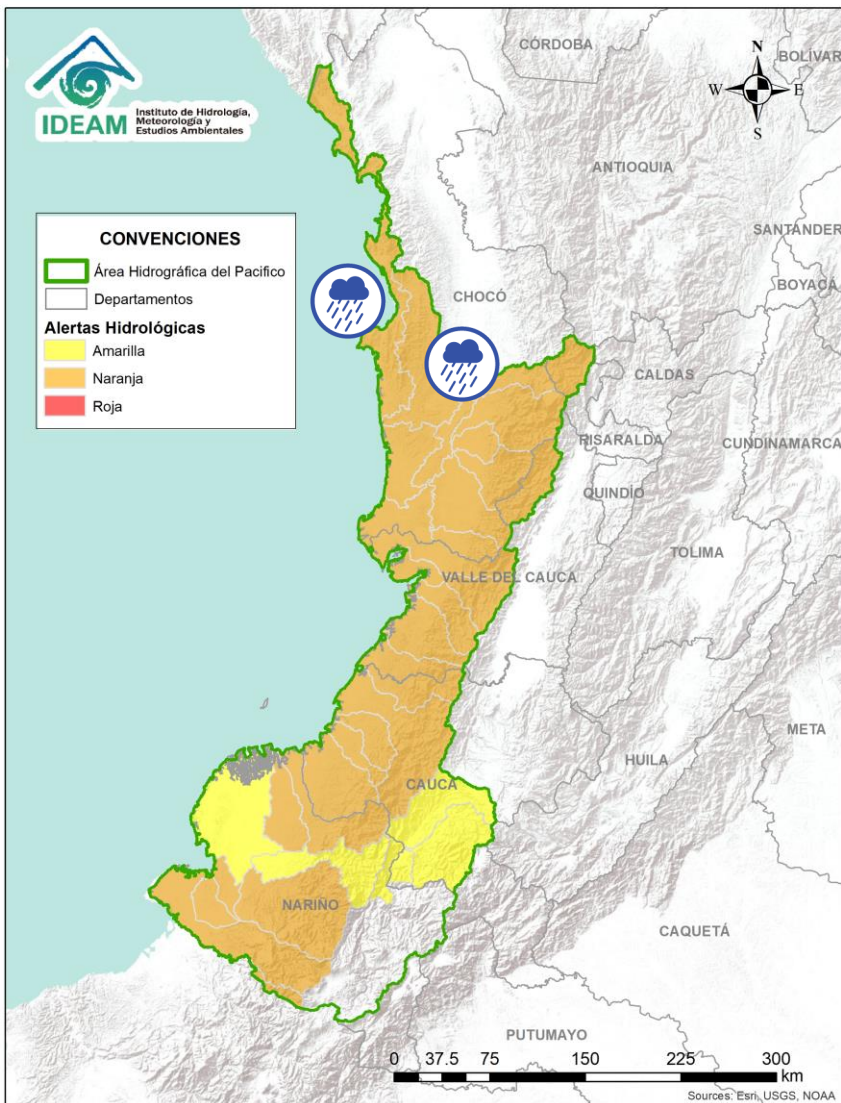 IDEAM
Instituto de Hidrología,
Meteorología y
Estudios Ambientales
CÓRDOBA
BOLÍVAR
N
W E
S
ANTIOQUIA
SANTANDER
BOYACÁ
CONVENCIONES
Área Hidrográfica del Pacifico
Departamentos
Alertas Hidrológicas
Amarilla
Naranja
Roja
CHOCÓ
CALDAS
RISARALDA
CUNDINAMARCA
QUINDÍO
TOLIMA
VALLE DEL CAUCA
META
HUILA
CAUCA
NARIÑO
CAQUETÁ
PUTUMAYO
0 37.5 75 150 225 300
km
Sources: Esri, USGS, NOAA